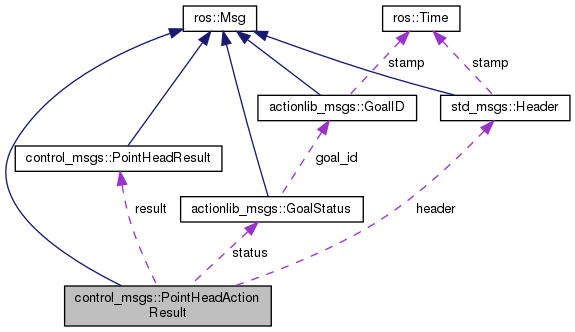 ros::Msg
ros::Time
stamp
stamp
actionlib_msgs::GoalID
std_msgs::Header
control_msgs::PointHeadResult
goal_id
result
actionlib_msgs::GoalStatus
header
status
control_msgs::PointHeadAction
Result